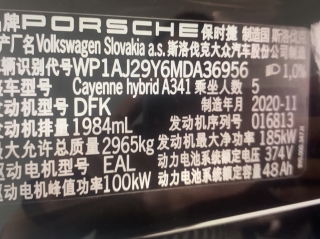 牌 PORSCHE 保时捷 制造国 斯洛伐克
产厂名 Volkswagen Slovakia a.s. 斯洛伐克大众汽车股份公司
辆识别代号 WP1AJ29Y6MDA36956 1,0%
车型号 Cayenne hybrid A341 乘坐人数 5
动机型号 DFK 制造年月 2020-11
动机排量 1984mL 发动机序列号 016813
大允许总质量 2965kg 发动机最大净功率 185kW
驱动电机型号 EAL 动力电池系统额定电压 374V
驱动电机峰值功率 100kW 动力电池系统额定容量 48Ah